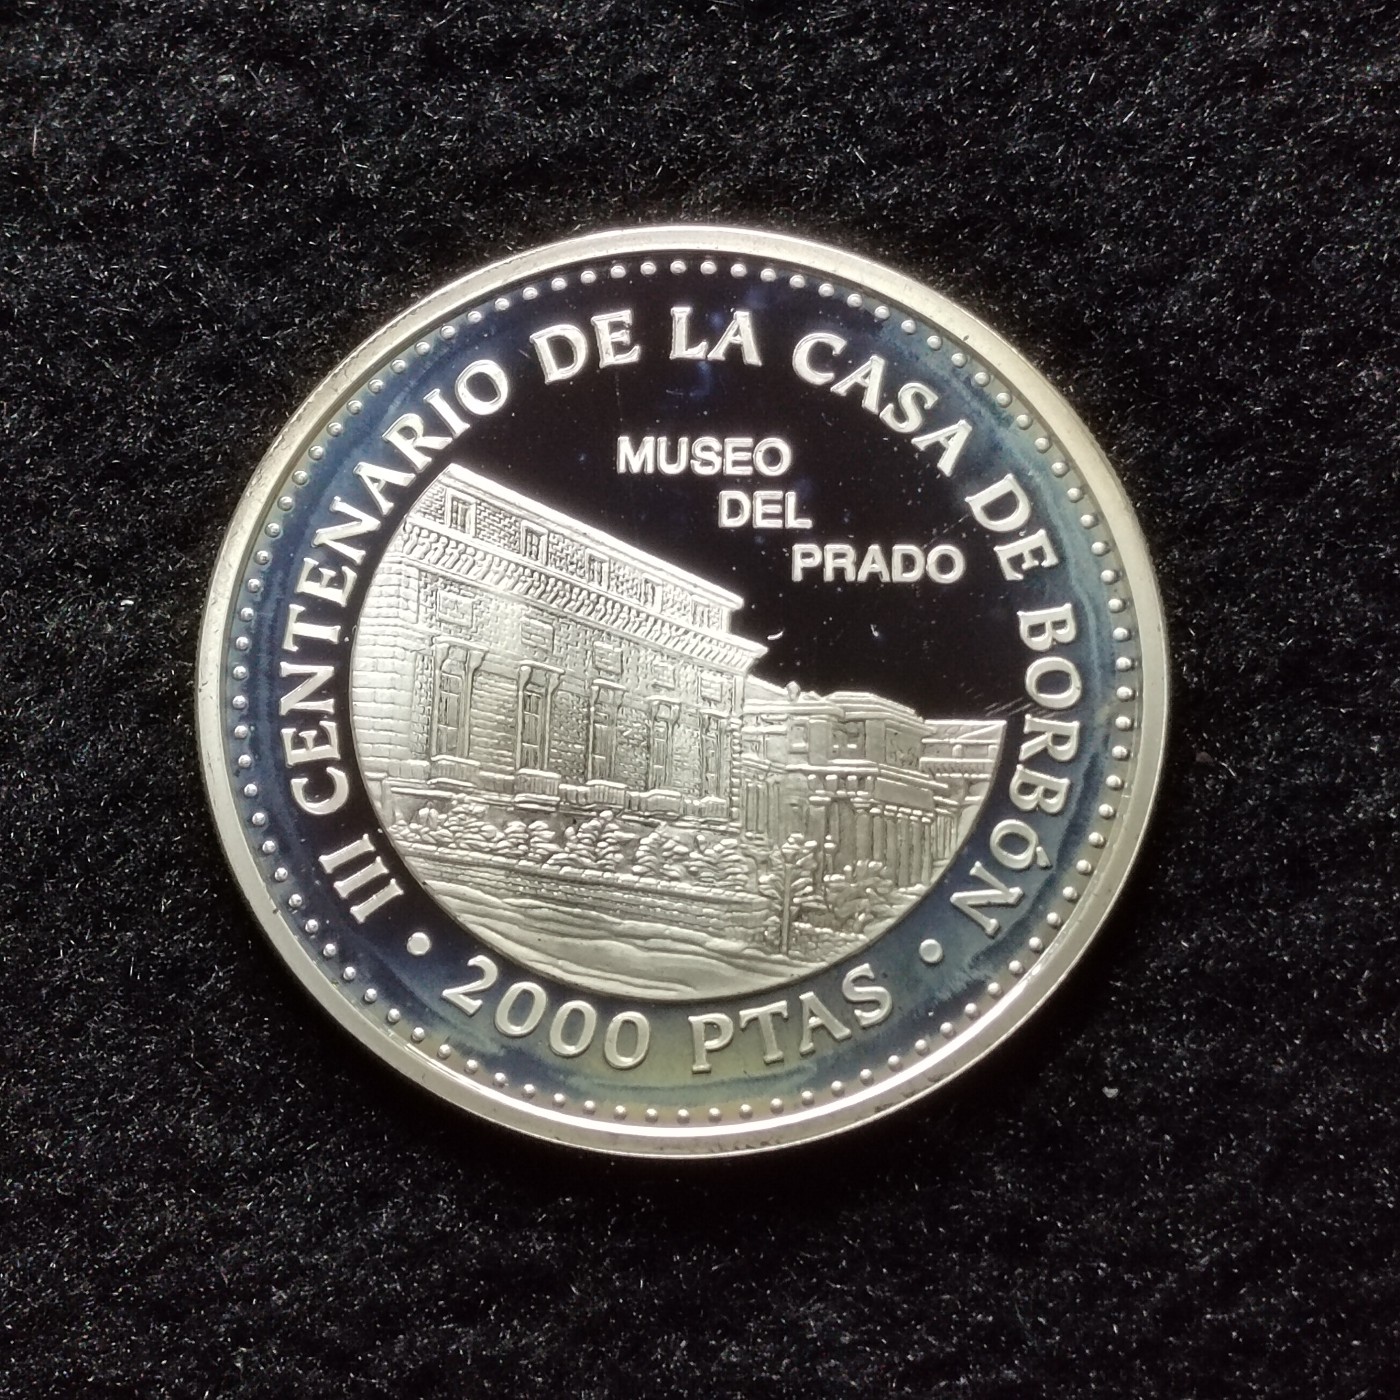 III CENTENARIO DE LA CASA DE BORBÓN
MUSEO
DEL
PRADO
• 2000 PTAS •